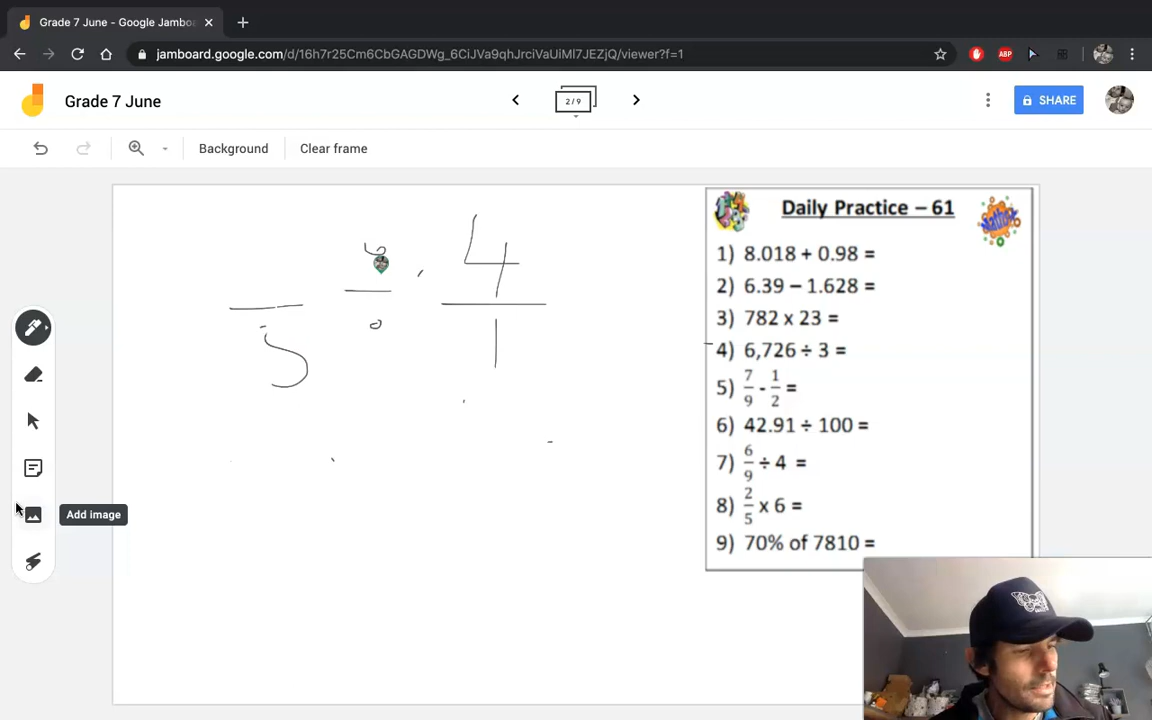 Grade 7 June - Google Jambo
jamboard.google.com/d/16h7r25Cm6CbGAGDWg_6CiJVa9qhJrciVaUiMl7JEZjQ/viewer?f=1
ABP
Grade 7 June
2 / 9
SHARE
Background
Clear frame
4
5
1
Add image
Daily Practice – 61
1) 8.018 + 0.98 =
2) 6.39 – 1.628 =
3) 782 x 23 =
4) 6,726 ÷ 3 =
5) 7/9 - 1/2 =
6) 42.91 ÷ 100 =
7) 6/9 ÷ 4 =
8) 2/5 x 6 =
9) 70% of 7810 =